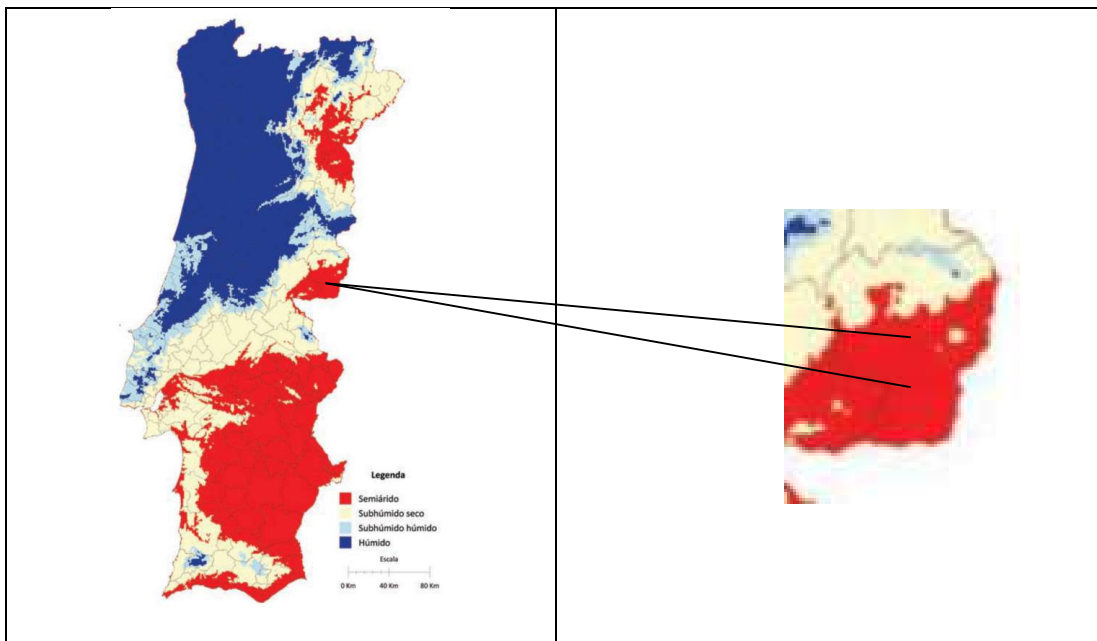 Legenda
Semiárido
Subhúmido seco
Subhúmido húmido
Húmido
Escala
0 Km 40 Km 80 Km